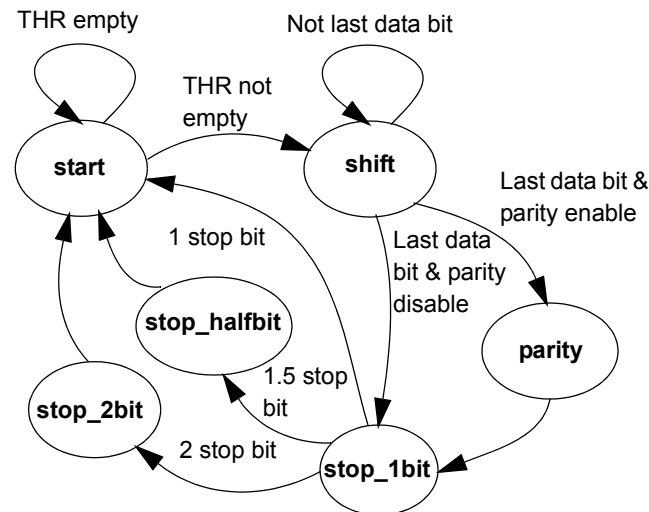 THR empty
Not last data bit
THR not
empty
start
shift
Last data bit &
parity enable
1 stop bit
Last data
bit & parity
disable
stop_halfbit
parity
1.5 stop
bit
stop_2bit
2 stop bit
stop_1bit